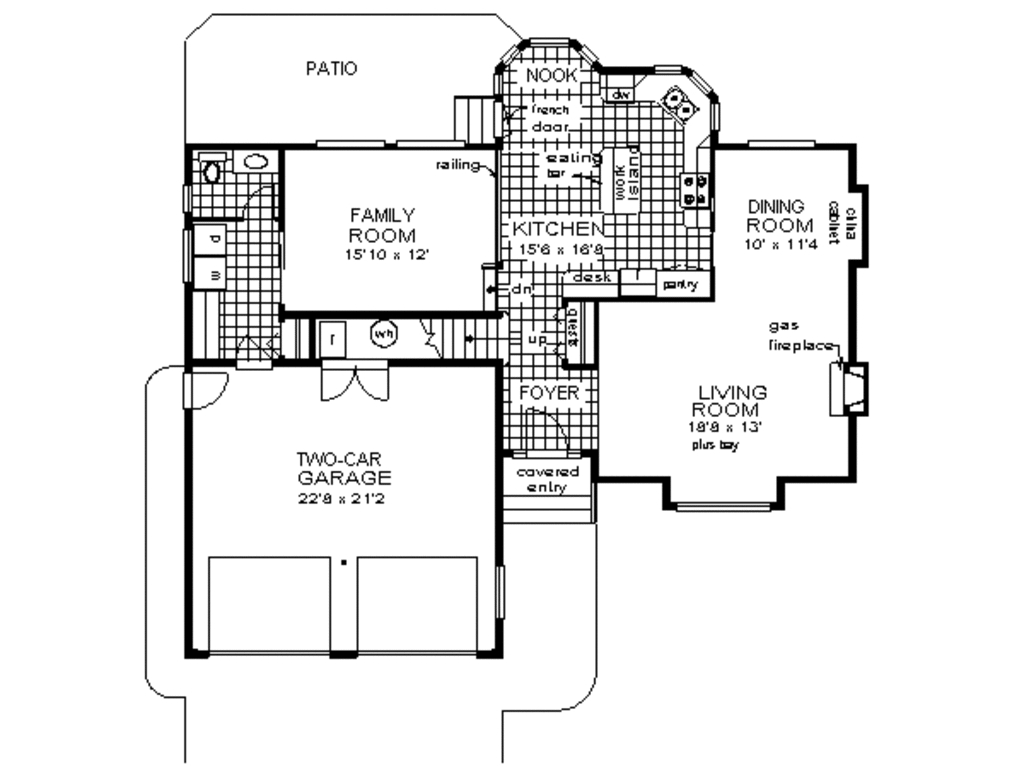 PATIO
NOOK
dw
french
door
railing
eating
bar
work
island
FAMILY
ROOM
15'10 x 12'
KITCHEN
15'6 x 16'8
DINING
ROOM
10' x 11'4
china
cabinet
d
w
dn
desk
r
pantry
f
wh
up
guests
gas
fireplace
FOYER
LIVING
ROOM
18'8 x 13'
plus bay
TWO-CAR
GARAGE
22'8 x 21'2
covered
entry